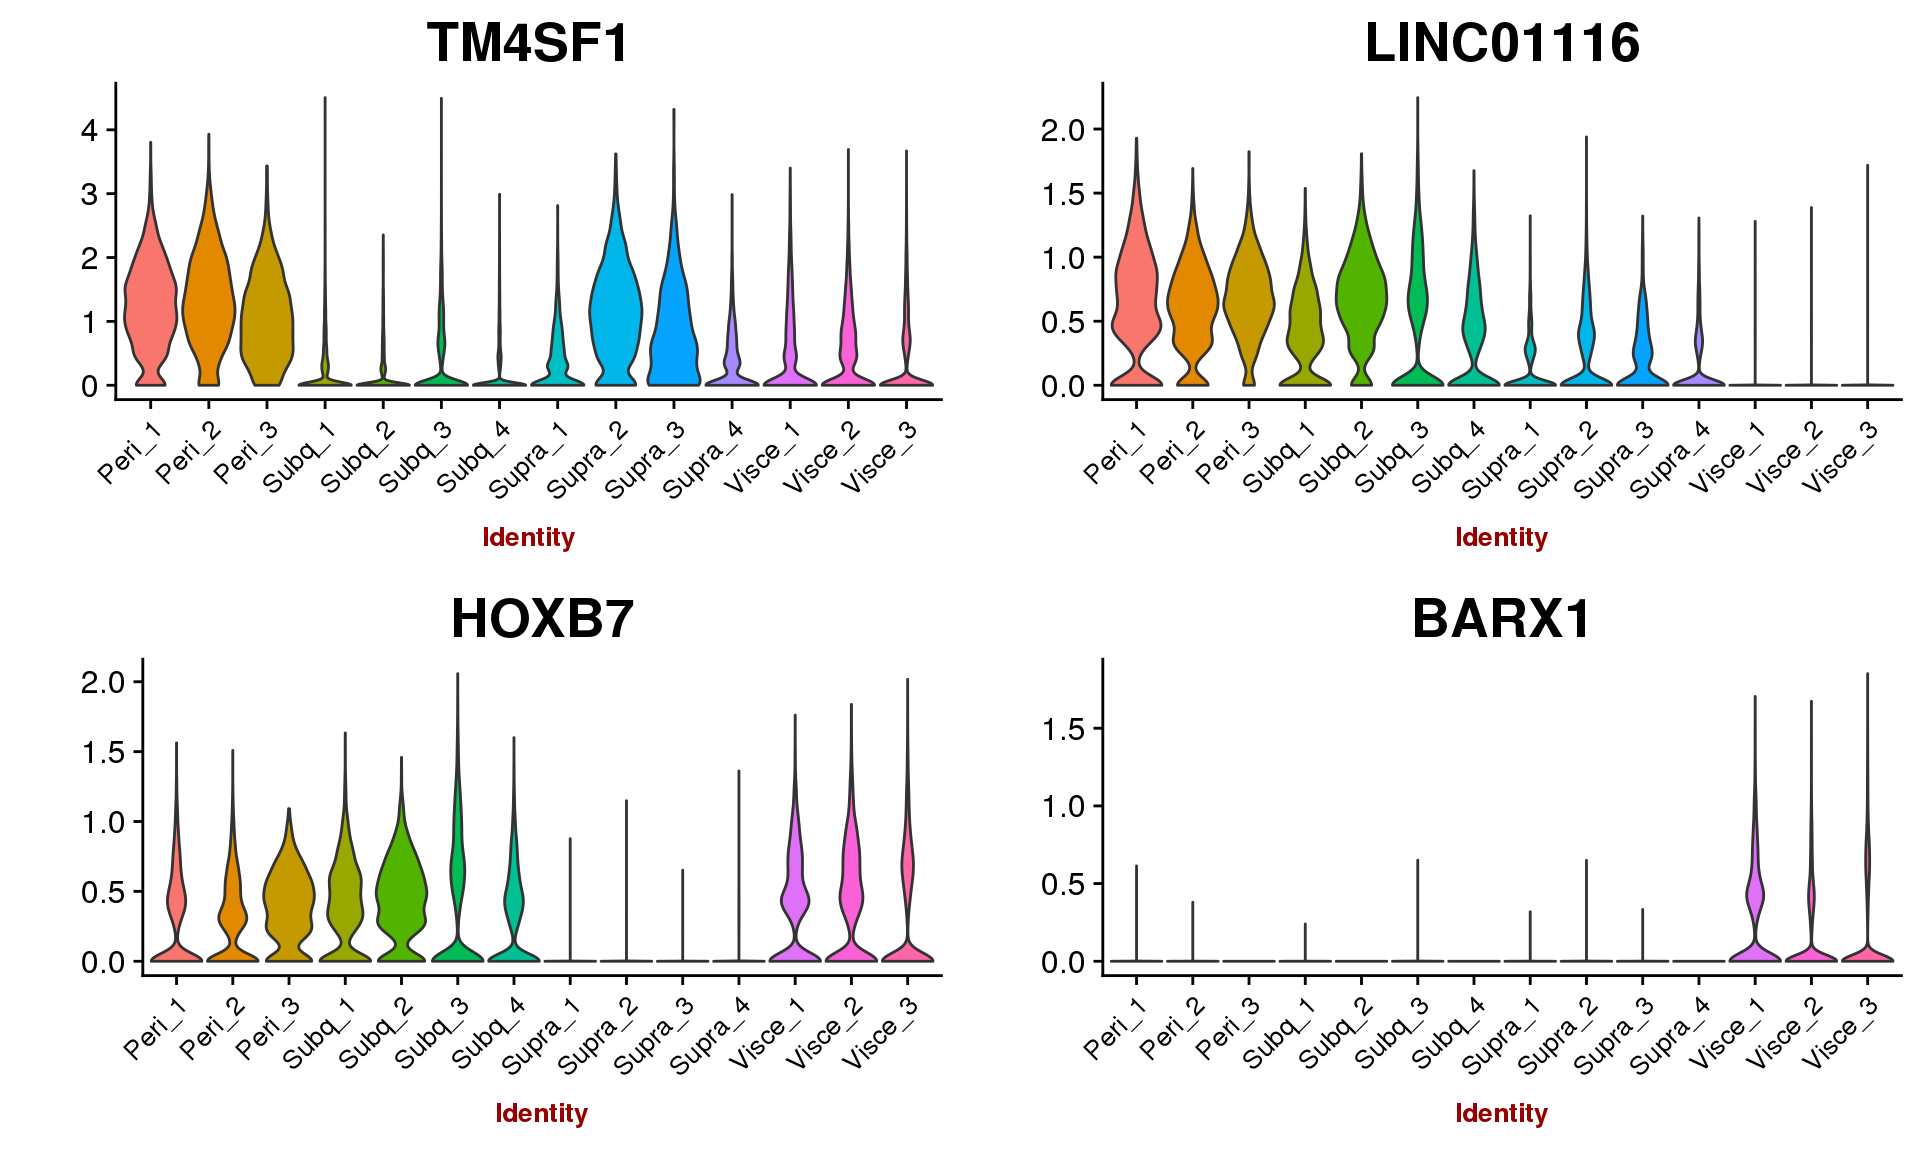 TM4SF1
4
3
2
1
0
Peri_1 Peri_2 Peri_3 Subq_1 Subq_2 Subq_3 Subq_4 Supra_1 Supra_2 Supra_3 Supra_4 Visce_1 Visce_2 Visce_3
Identity
LINC01116
2.0
1.5
1.0
0.5
0.0
Peri_1 Peri_2 Peri_3 Subq_1 Subq_2 Subq_3 Subq_4 Supra_1 Supra_2 Supra_3 Supra_4 Visce_1 Visce_2 Visce_3
Identity
HOXB7
2.0
1.5
1.0
0.5
0.0
Peri_1 Peri_2 Peri_3 Subq_1 Subq_2 Subq_3 Subq_4 Supra_1 Supra_2 Supra_3 Supra_4 Visce_1 Visce_2 Visce_3
Identity
BARX1
1.5
1.0
0.5
0.0
Peri_1 Peri_2 Peri_3 Subq_1 Subq_2 Subq_3 Subq_4 Supra_1 Supra_2 Supra_3 Supra_4 Visce_1 Visce_2 Visce_3
Identity